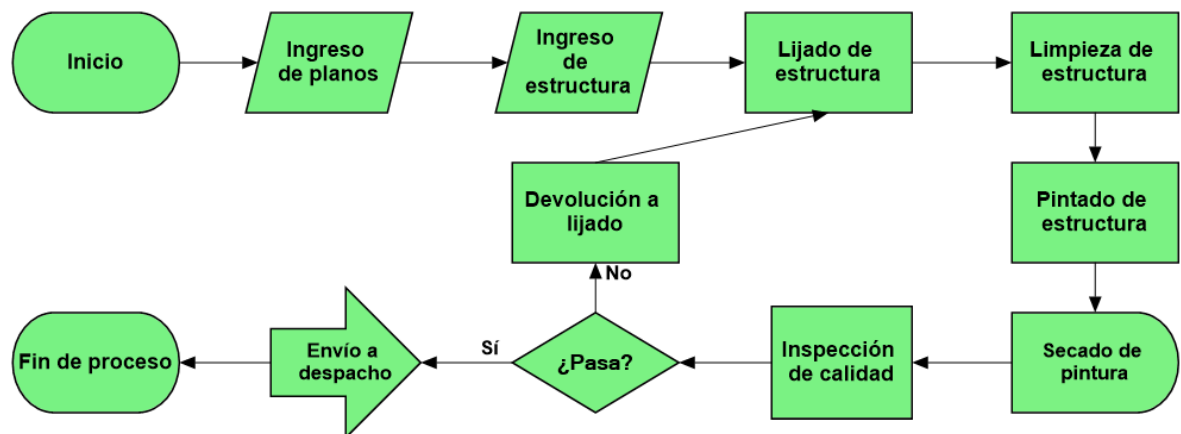 Inicio
Ingreso
de planos
Ingreso
de
estructura
Lijado de
estructura
Limpieza de
estructura
Pintado de
estructura
Secado de
pintura
Inspección
de calidad
¿Pasa?
No
Devolución a
lijado
Sí
Envío a
despacho
Fin de proceso